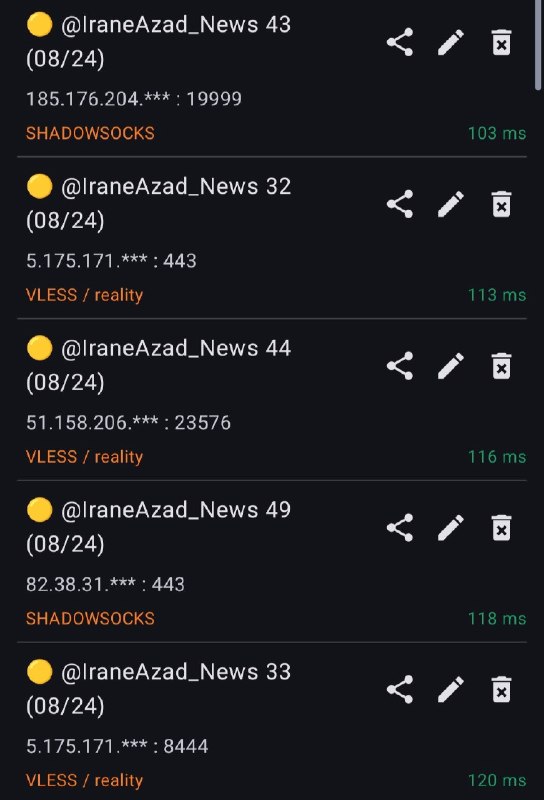 🟡 @IraneAzad_News 43
(08/24)
185.176.204.*** : 19999
SHADOWSOCKS 103 ms
🟡 @IraneAzad_News 32
(08/24)
5.175.171.*** : 443
VLESS / reality 113 ms
🟡 @IraneAzad_News 44
(08/24)
51.158.206.*** : 23576
VLESS / reality 116 ms
🟡 @IraneAzad_News 49
(08/24)
82.38.31.*** : 443
SHADOWSOCKS 118 ms
🟡 @IraneAzad_News 33
(08/24)
5.175.171.*** : 8444
VLESS / reality 120 ms